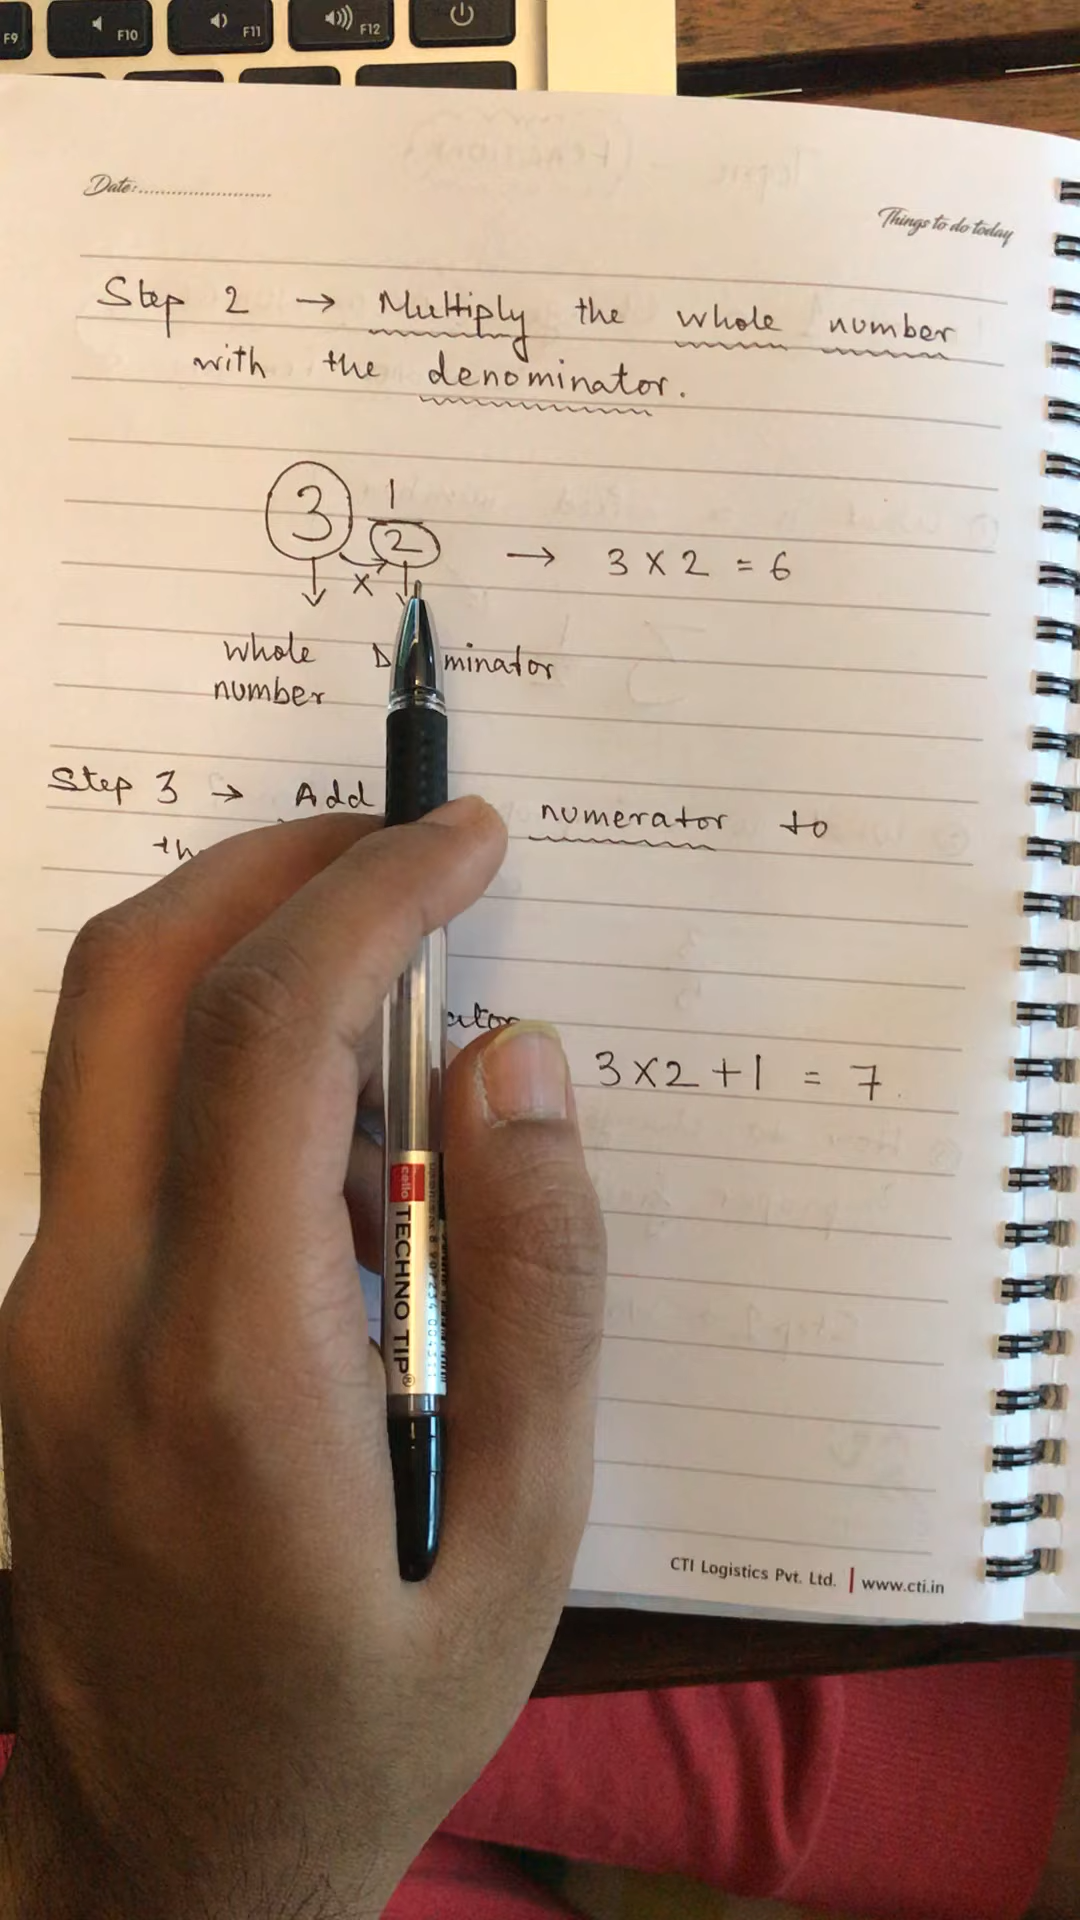 F9 F10 F11 F12
Date:
Things to do today
Step 2 → Multiply the whole number
with the denominator.
3 1
2 → 3 × 2 = 6
×
whole minator
number
Step 3 → Add numerator to
3 × 2 + 1 = 7.
cello
TECHNO TIP®
CTI Logistics Pvt. Ltd. | www.cti.in